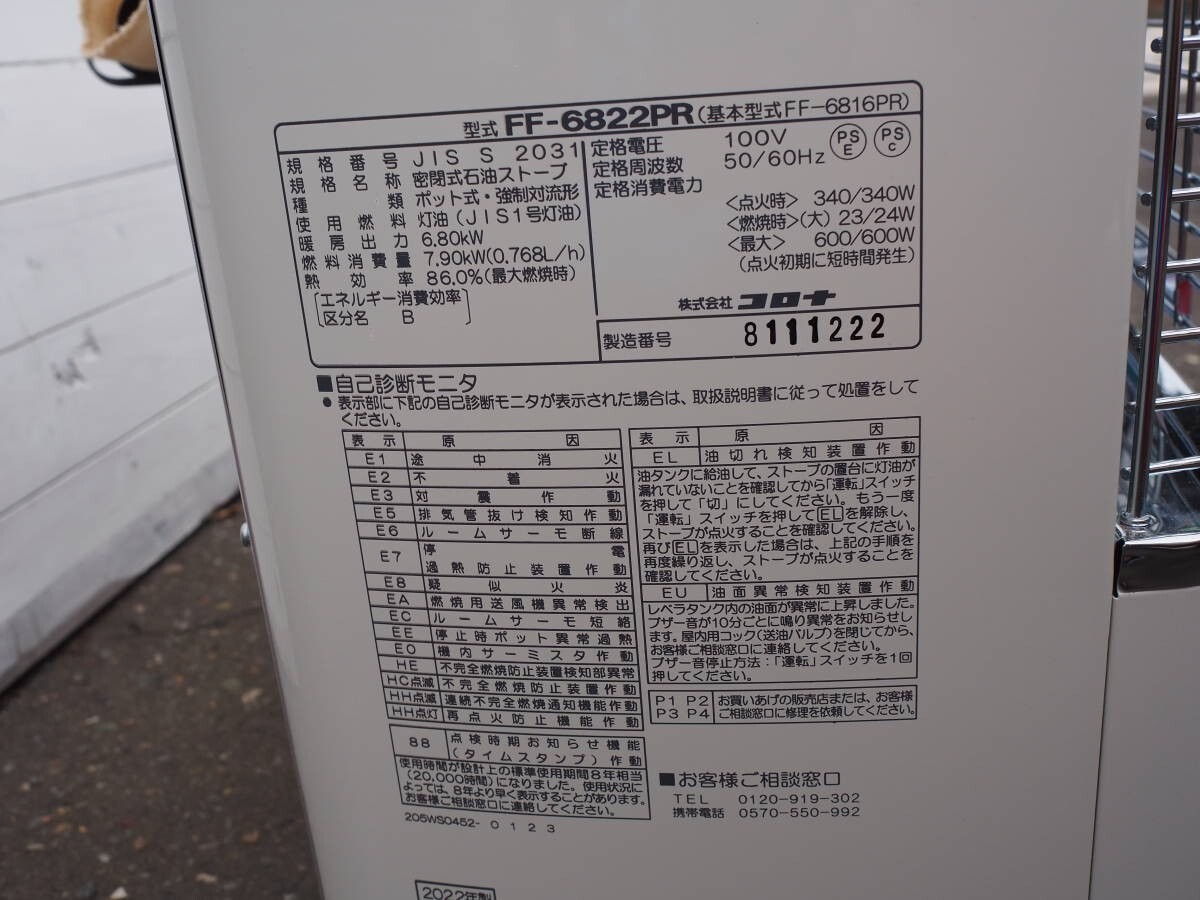 型式 FF-6822PR(基本型式FF-6816PR)
規格番号 JIS S 2031
規格名称 密閉式石油ストーブ
種類 ポット式・強制対流形
使用燃料 灯油(JIS1号灯油)
暖房出力 6.80kW
燃料消費量 7.90kW(0.768L/h)
熱効率 86.0%(最大燃焼時)
[エネルギー消費効率
区分名 B]
定格電圧 100V
定格周波数 50/60Hz
PS E
PS C
定格消費電力
<点火時> 340/340W
<燃焼時>(大) 23/24W
<最大> 600/600W
(点火初期に短時間発生)
株式会社 コロナ
製造番号 8111222
■自己診断モニタ
● 表示部に下記の自己診断モニタが表示された場合は、取扱説明書に従って処置をして
ください。
表示 原因
E1 途中消火
E2 不着火
E3 対震作動
E5 排気管抜け検知作動
E6 ルームサーモ断線
E7 停電
過熱防止装置作動
E8 疑似火炎
EA 燃焼用送風機異常検出
EC ルームサーモ短絡
EE 停止時ポット異常過熱
E0 機内サーミスタ作動
HE 不完全燃焼防止装置検知部異常
HC点滅 不完全燃焼防止装置作動
HH点滅 連続不完全燃焼通知機能作動
HH点灯 再点火防止機能作動
88 点検時期お知らせ機能
(タイムスタンプ)作動
使用時間が設計上の標準使用期間8年相当
(20,000時間)になりました。使用状況に
よっては、8年より早く表示することがあります。
お客様ご相談窓口に連絡してください。
205WS0452- 0 1 2 3
表示 原因
EL 油切れ検知装置作動
油タンクに給油して、ストーブの置台に灯油が
漏れていないことを確認してから「運転」スイッチ
を押して「切」にしてください。もう一度
「運転」スイッチを押してELを解除し、
ストーブが点火することを確認してください。
再びELを表示した場合は、上記の手順を
再度繰り返し、ストーブが点火することを
確認してください。
EU 油面異常検知装置作動
レベラタンク内の油面が異常に上昇しました。
ブザー音が10分ごとに鳴り異常をお知らせし
ます。屋内用コック(送油バルブ)を閉じてから、
お客様ご相談窓口に連絡してください。
ブザー音停止方法:「運転」スイッチを1回
押してください。
P1 P2 お買いあげの販売店または、お客様
P3 P4 ご相談窓口に修理を依頼してください。
■お客様ご相談窓口
TEL 0120-919-302
携帯電話 0570-550-992
2022年製